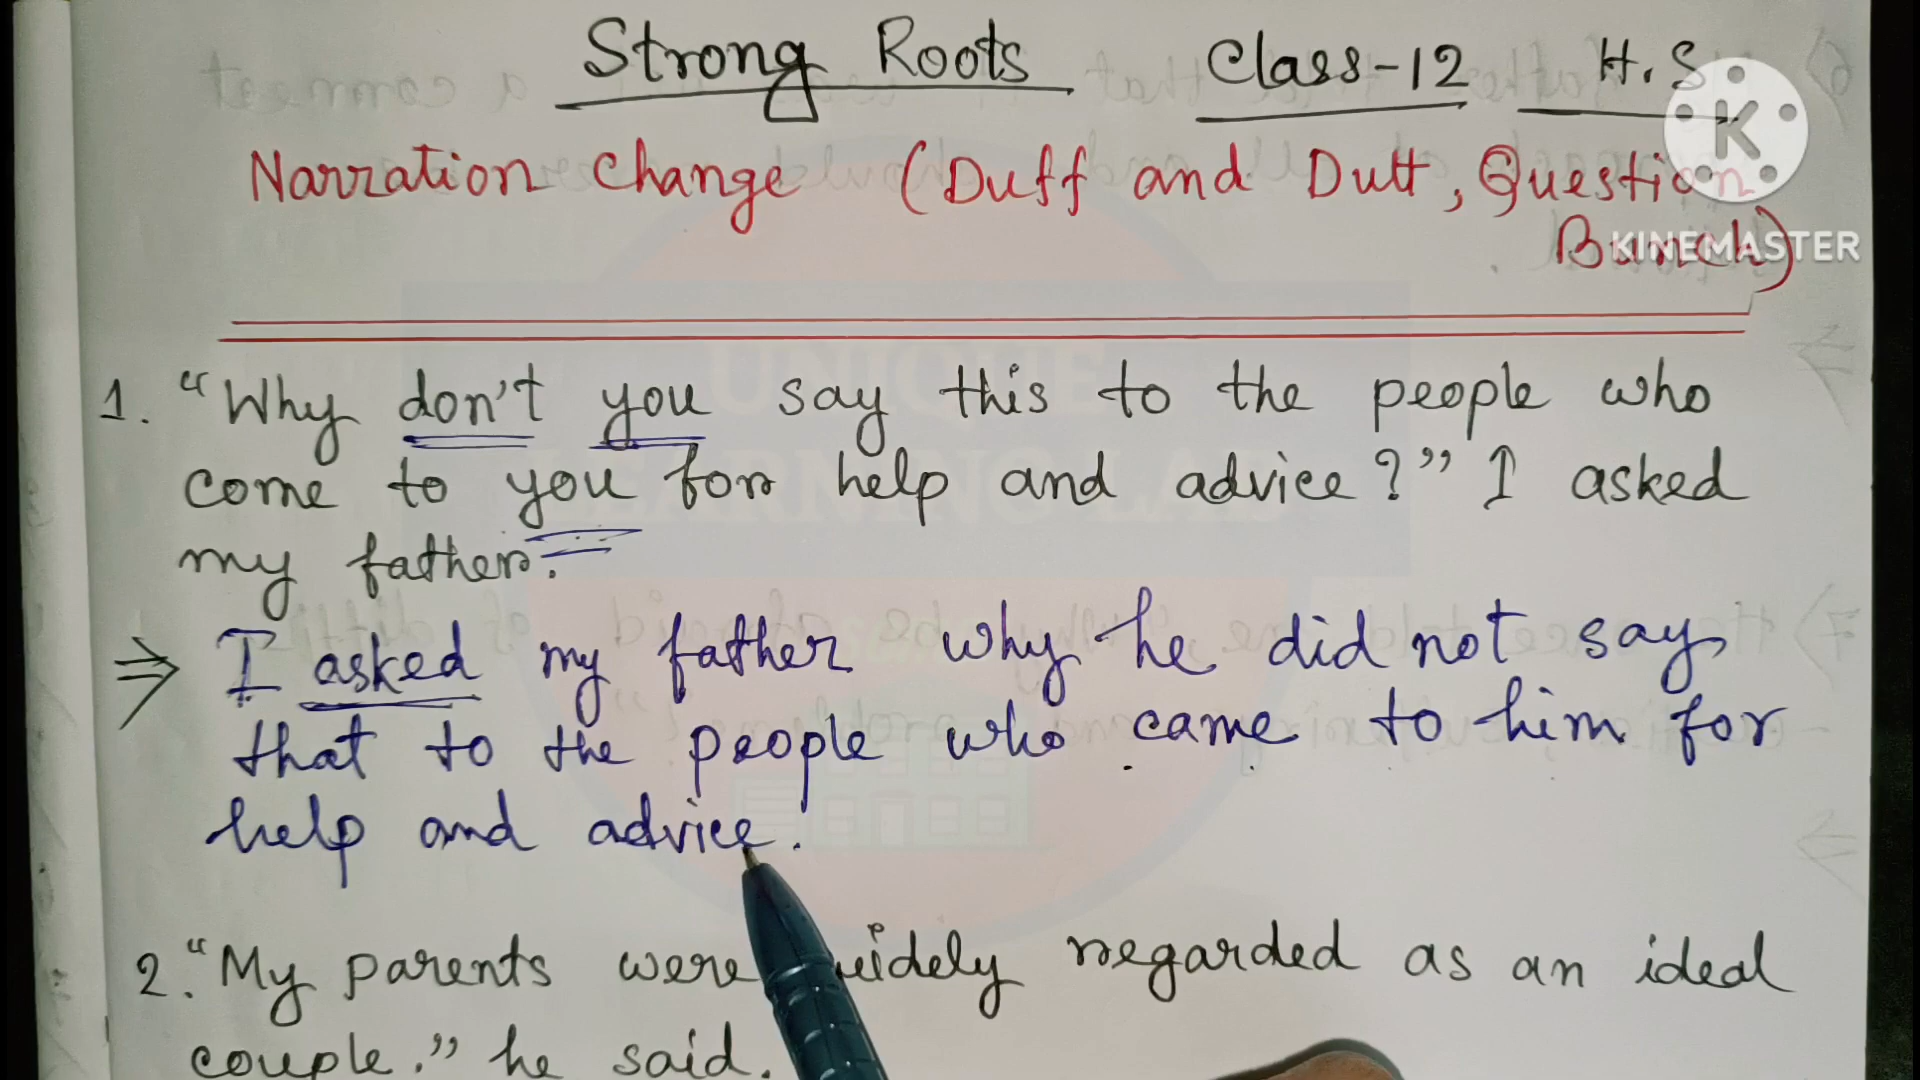 Strong Roots Class-12 H.S
Narration Change (Duff and Dutt, Question
Bunch)
KINEMASTER
1. "Why don't you say this to the people who
come to you for help and advice?" I asked
my father.
⇒ I asked my father why he did not say
that to the people who came to him for
help and advice.
2. "My parents were widely regarded as an ideal
couple." he said.